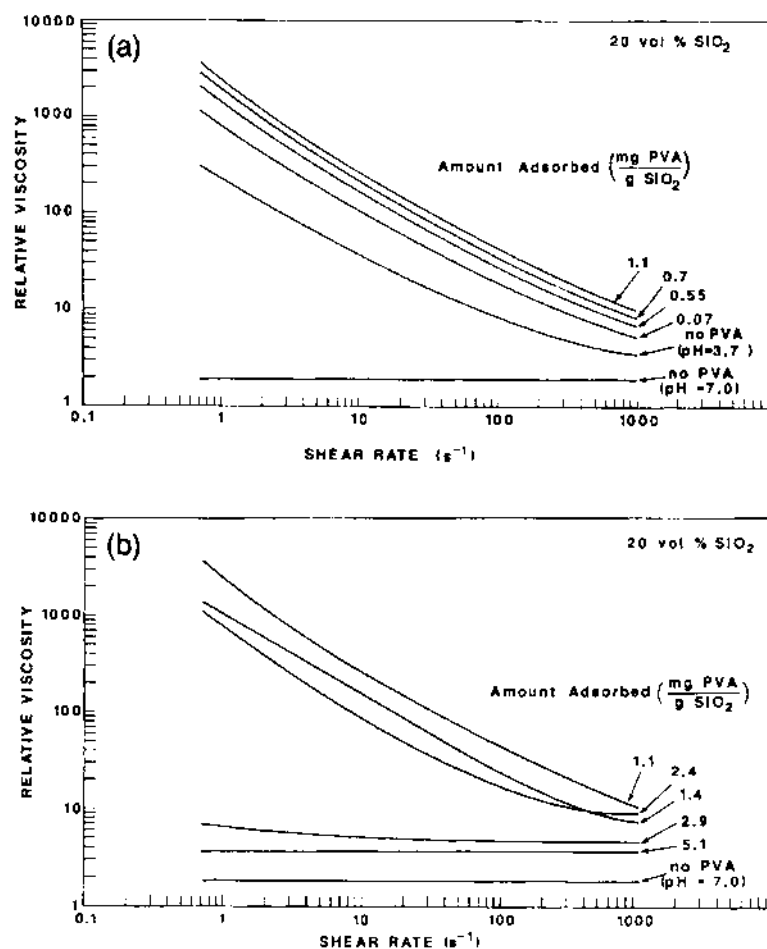 (a)
20 vol % SIO2
10000
1000
100
10
1
RELATIVE VISCOSITY
Amount Adsorbed (mg PVA / g SIO2)
1.1
0.7
0.55
0.07
no PVA
(pH=3.7)
no PVA
(pH =7.0)
0.1 1 10 100 1000
SHEAR RATE (s⁻¹)
(b)
20 vol % SIO2
10000
1000
100
10
1
RELATIVE VISCOSITY
Amount Adsorbed (mg PVA / g SIO2)
1.1
2.4
1.4
2.9
5.1
no PVA
(pH = 7.0)
0.1 1 10 100 1000
SHEAR RATE (s⁻¹)